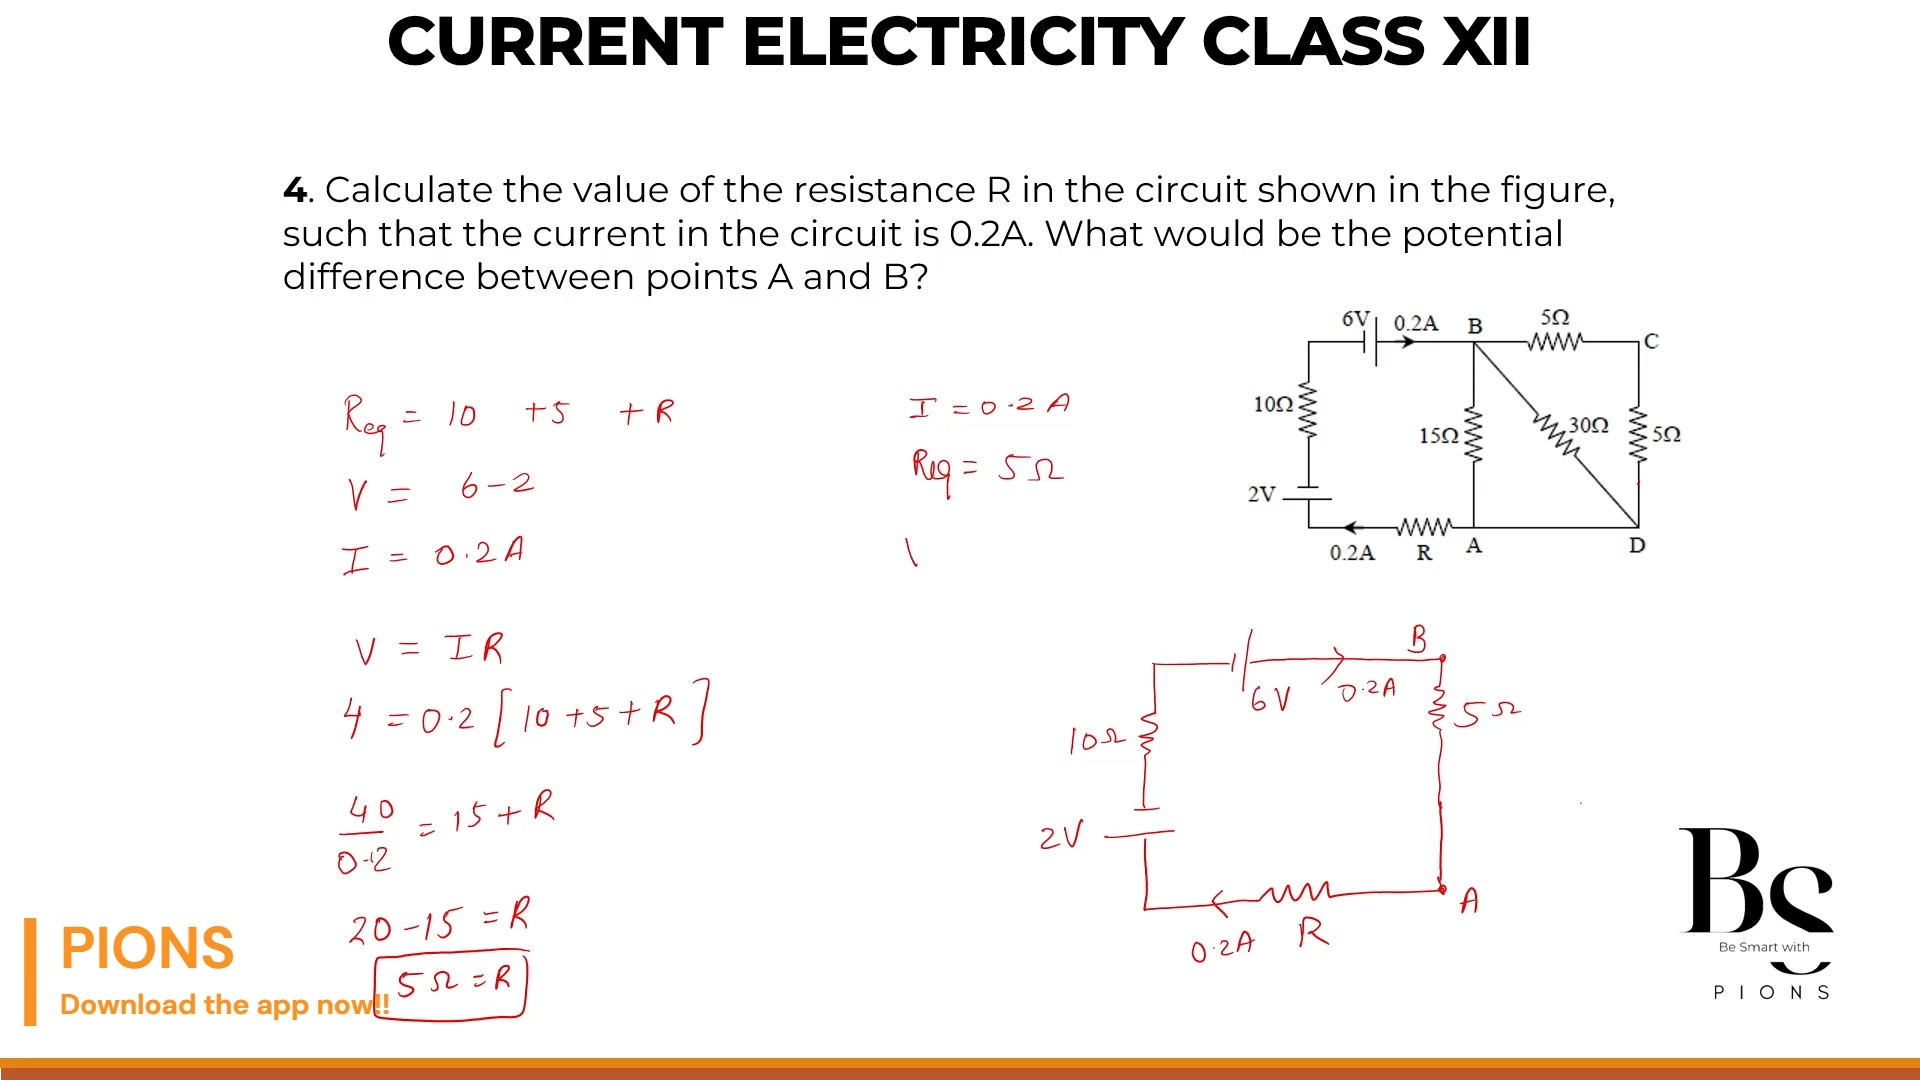 CURRENT ELECTRICITY CLASS XII
4. Calculate the value of the resistance R in the circuit shown in the figure,
such that the current in the circuit is 0.2A. What would be the potential
difference between points A and B?
6V 0.2A B 5Ω
C
10Ω
15Ω 30Ω 5Ω
2V
0.2A R A D
Req = 10 +5 +R
V = 6-2
I = 0.2A
V = IR
4 = 0.2 [10 +5+R]
40
0.2
= 15+R
20-15 = R
5Ω = R
I = 0.2 A
Req = 5Ω
B
6V 0.2A
5Ω
10Ω
2V
A
0.2A R
PIONS
Download the app now!!
Bs
Be Smart with
PIONS